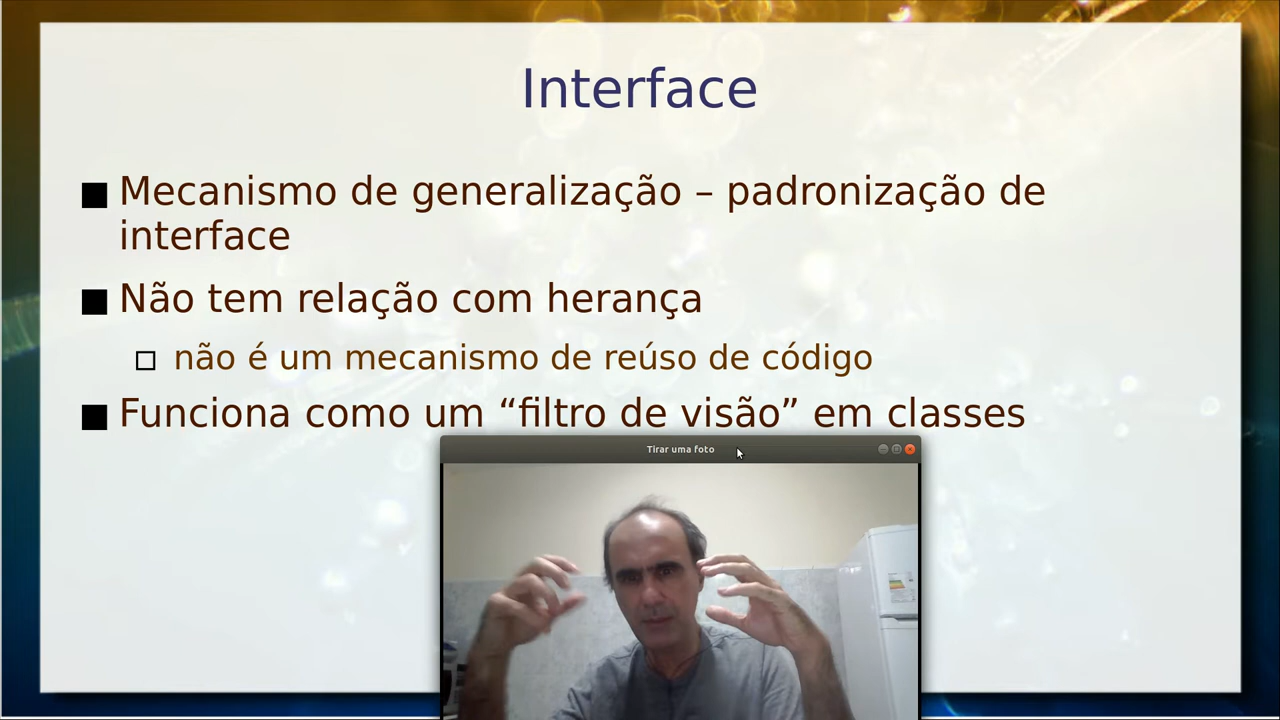 Interface
Mecanismo de generalização – padronização de
interface
Não tem relação com herança
não é um mecanismo de reúso de código
Funciona como um “filtro de visão” em classes
Tirar uma foto